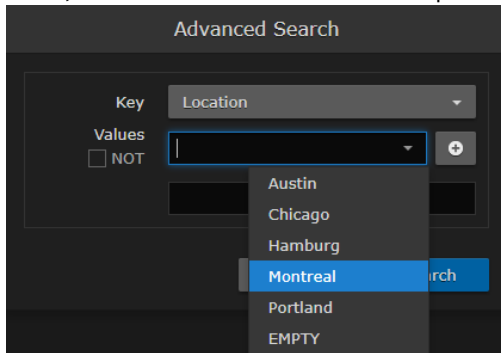 Advanced Search
Key
Location
Values
NOT
Austin
Chicago
Hamburg
Montreal
rch
Portland
EMPTY